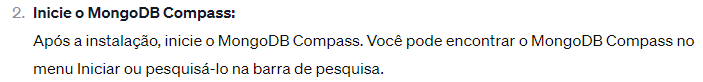 2. Inicie o MongoDB Compass:
Após a instalação, inicie o MongoDB Compass. Você pode encontrar o MongoDB Compass no
menu Iniciar ou pesquisá-lo na barra de pesquisa.